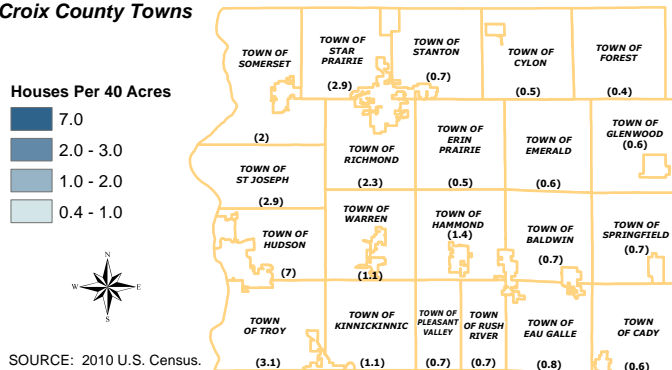 Croix County Towns
Houses Per 40 Acres
7.0
2.0 - 3.0
1.0 - 2.0
0.4 - 1.0
N
W
E
S
SOURCE: 2010 U.S. Census.
TOWN OF
SOMERSET
(2)
TOWN OF
STAR
PRAIRIE
(2.9)
TOWN OF
STANTON
(0.7)
TOWN OF
CYLON
(0.5)
TOWN OF
FOREST
(0.4)
TOWN OF
ST JOSEPH
(2.9)
TOWN OF
RICHMOND
(2.3)
TOWN OF
ERIN
PRAIRIE
(0.5)
TOWN OF
EMERALD
(0.6)
TOWN OF
GLENWOOD
(0.6)
TOWN OF
HUDSON
(7)
TOWN OF
WARREN
(1.1)
TOWN OF
HAMMOND
(1.4)
TOWN OF
BALDWIN
(0.7)
TOWN OF
SPRINGFIELD
(0.7)
TOWN
OF TROY
(3.1)
TOWN OF
KINNICKINNIC
(1.1)
TOWN OF
PLEASANT
VALLEY
(0.7)
TOWN
OF RUSH
RIVER
(0.7)
TOWN OF
EAU GALLE
(0.8)
TOWN
OF CADY
(0.6)